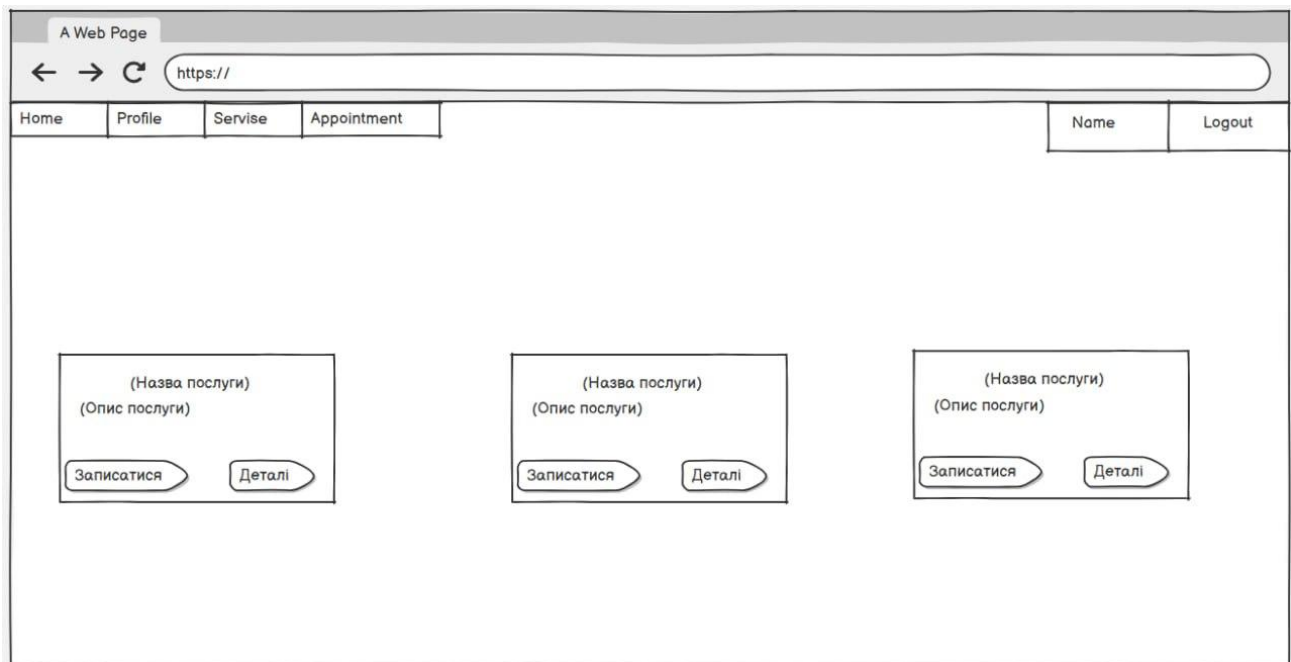 A Web Page
https://
Home Profile Servise Appointment Name Logout
(Назва послуги) (Назва послуги) (Назва послуги)
(Опис послуги) (Опис послуги) (Опис послуги)
Записатися Деталі Записатися Деталі Записатися Деталі